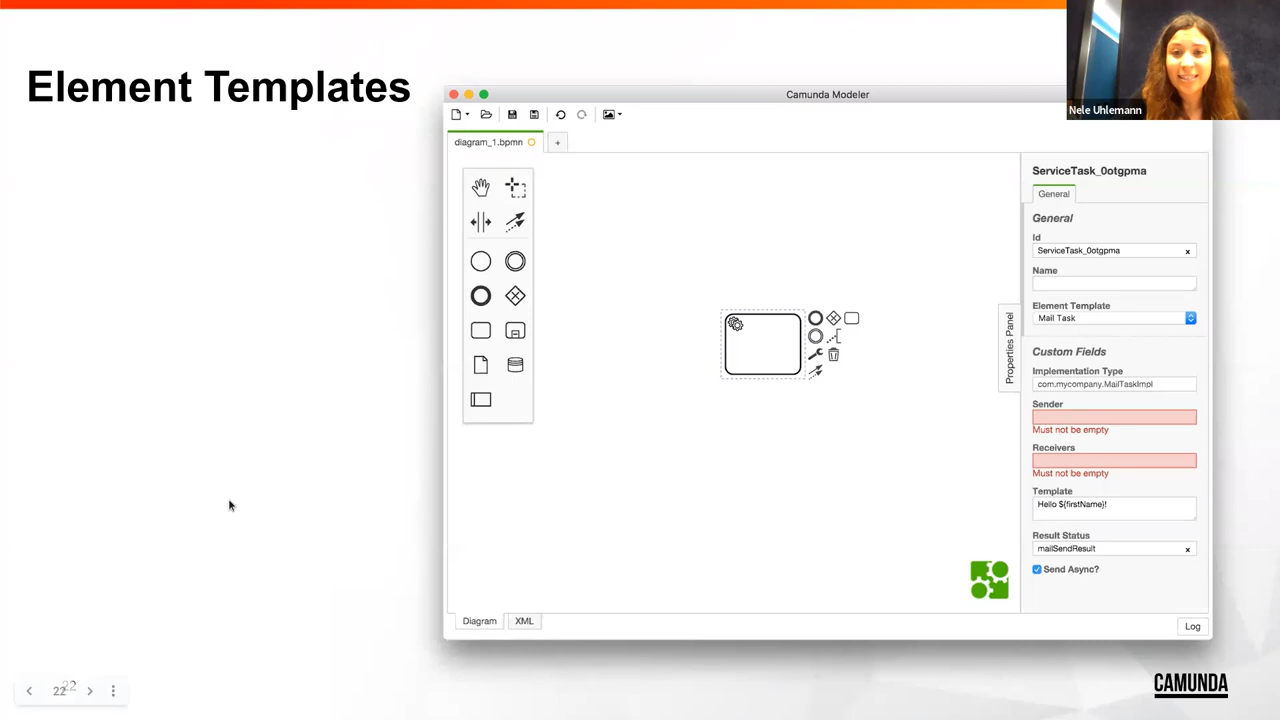 Element Templates
Nele Uhlemann
Camunda Modeler
diagram_1.bpmn
+
ServiceTask_0otgpma
General
General
Id
ServiceTask_0otgpma
Name
Element Template
Mail Task
Properties Panel
Custom Fields
Implementation Type
com.mycompany.MailTaskImpl
Sender
Must not be empty
Receivers
Must not be empty
Template
Hello ${firstName}!
Result Status
mailSendResult
Send Async?
Diagram
XML
Log
22
22
CAMUNDA